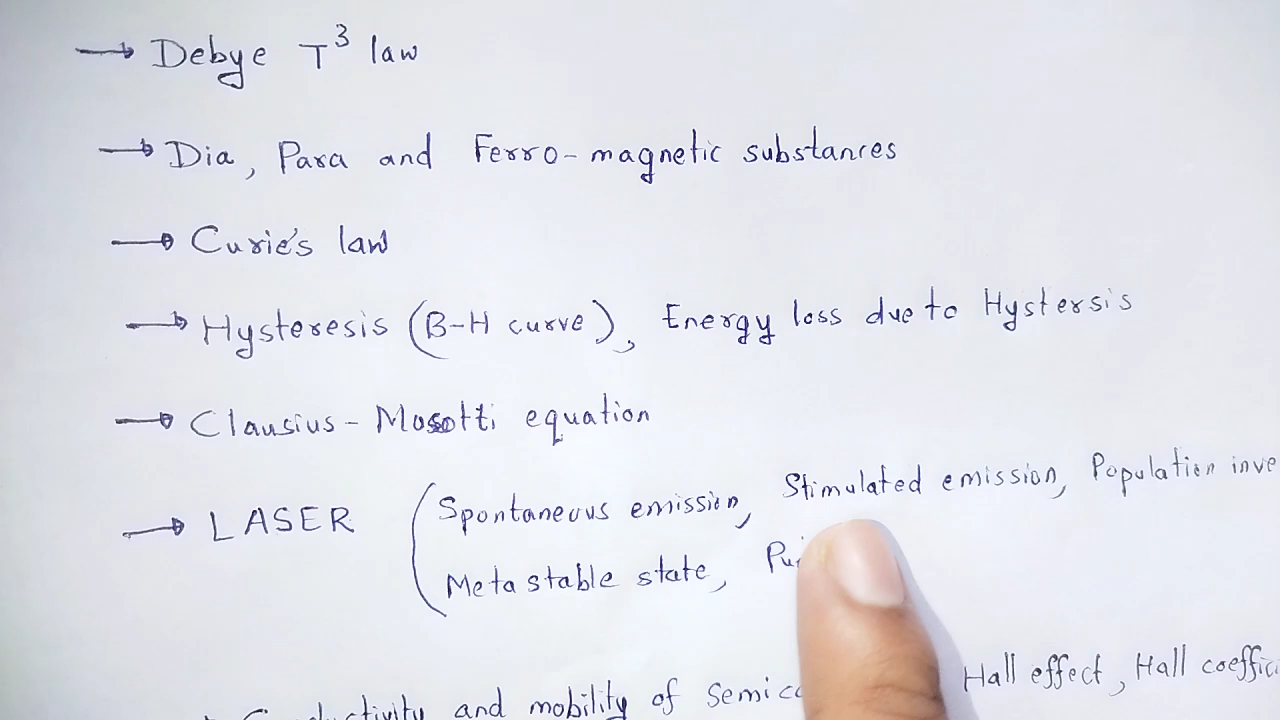 → Debye T³ law
→ Dia, Para and Ferro-magnetic substances
→ Curie's law
→ Hysteresis (B-H curve), Energy loss due to Hystersis
→ Clausius - Mosotti equation
→ LASER (Spontaneous emission, Stimulated emission, Population
Metastable state,
and mobility of Hall effect, Hall